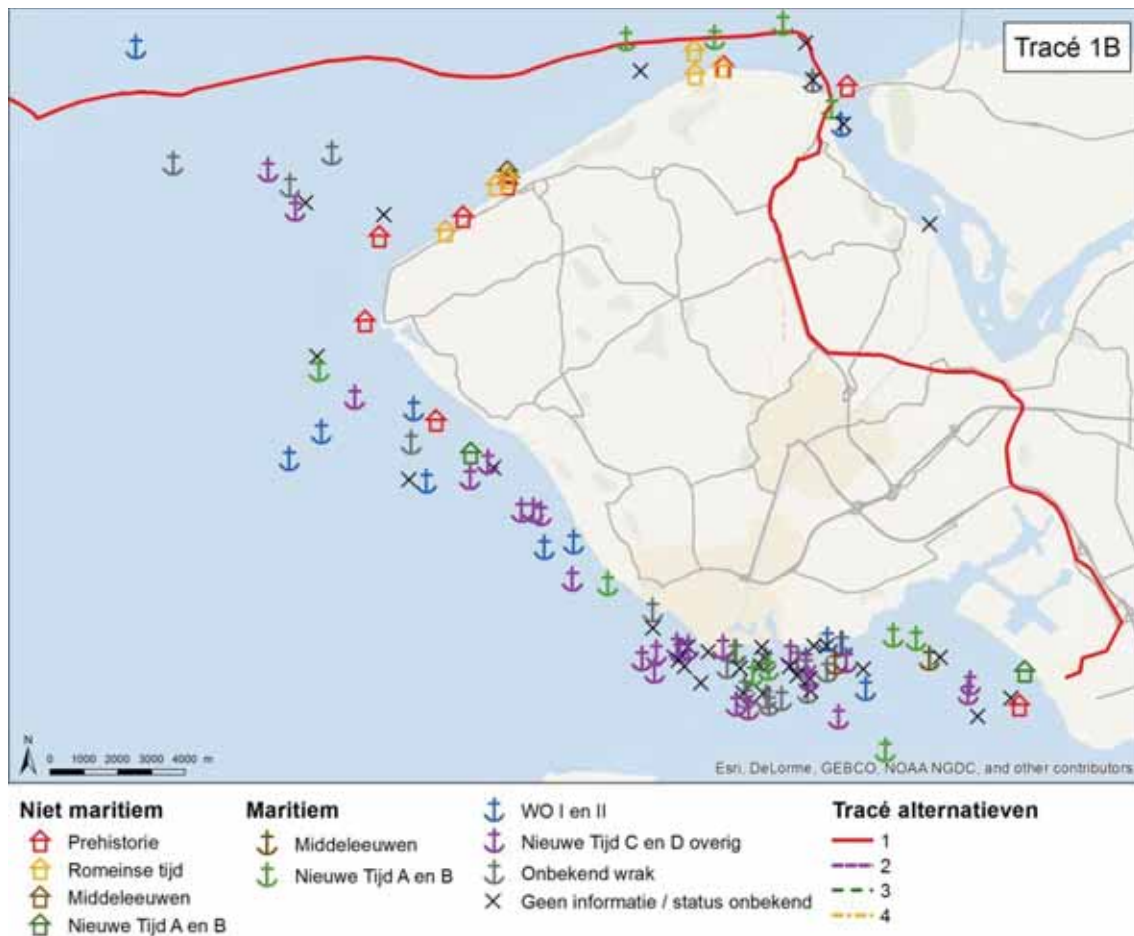 Tracé 1B
N
0 1000 2000 3000 4000 m
Esri, DeLorme, GEBCO, NOAA NGDC, and other contributors
Niet maritiem
Prehistorie
Romeinse tijd
Middeleeuwen
Nieuwe Tijd A en B
Maritiem
Middeleeuwen
Nieuwe Tijd A en B
WO I en II
Nieuwe Tijd C en D overig
Onbekend wrak
Geen informatie / status onbekend
Tracé alternatieven
1
2
3
4